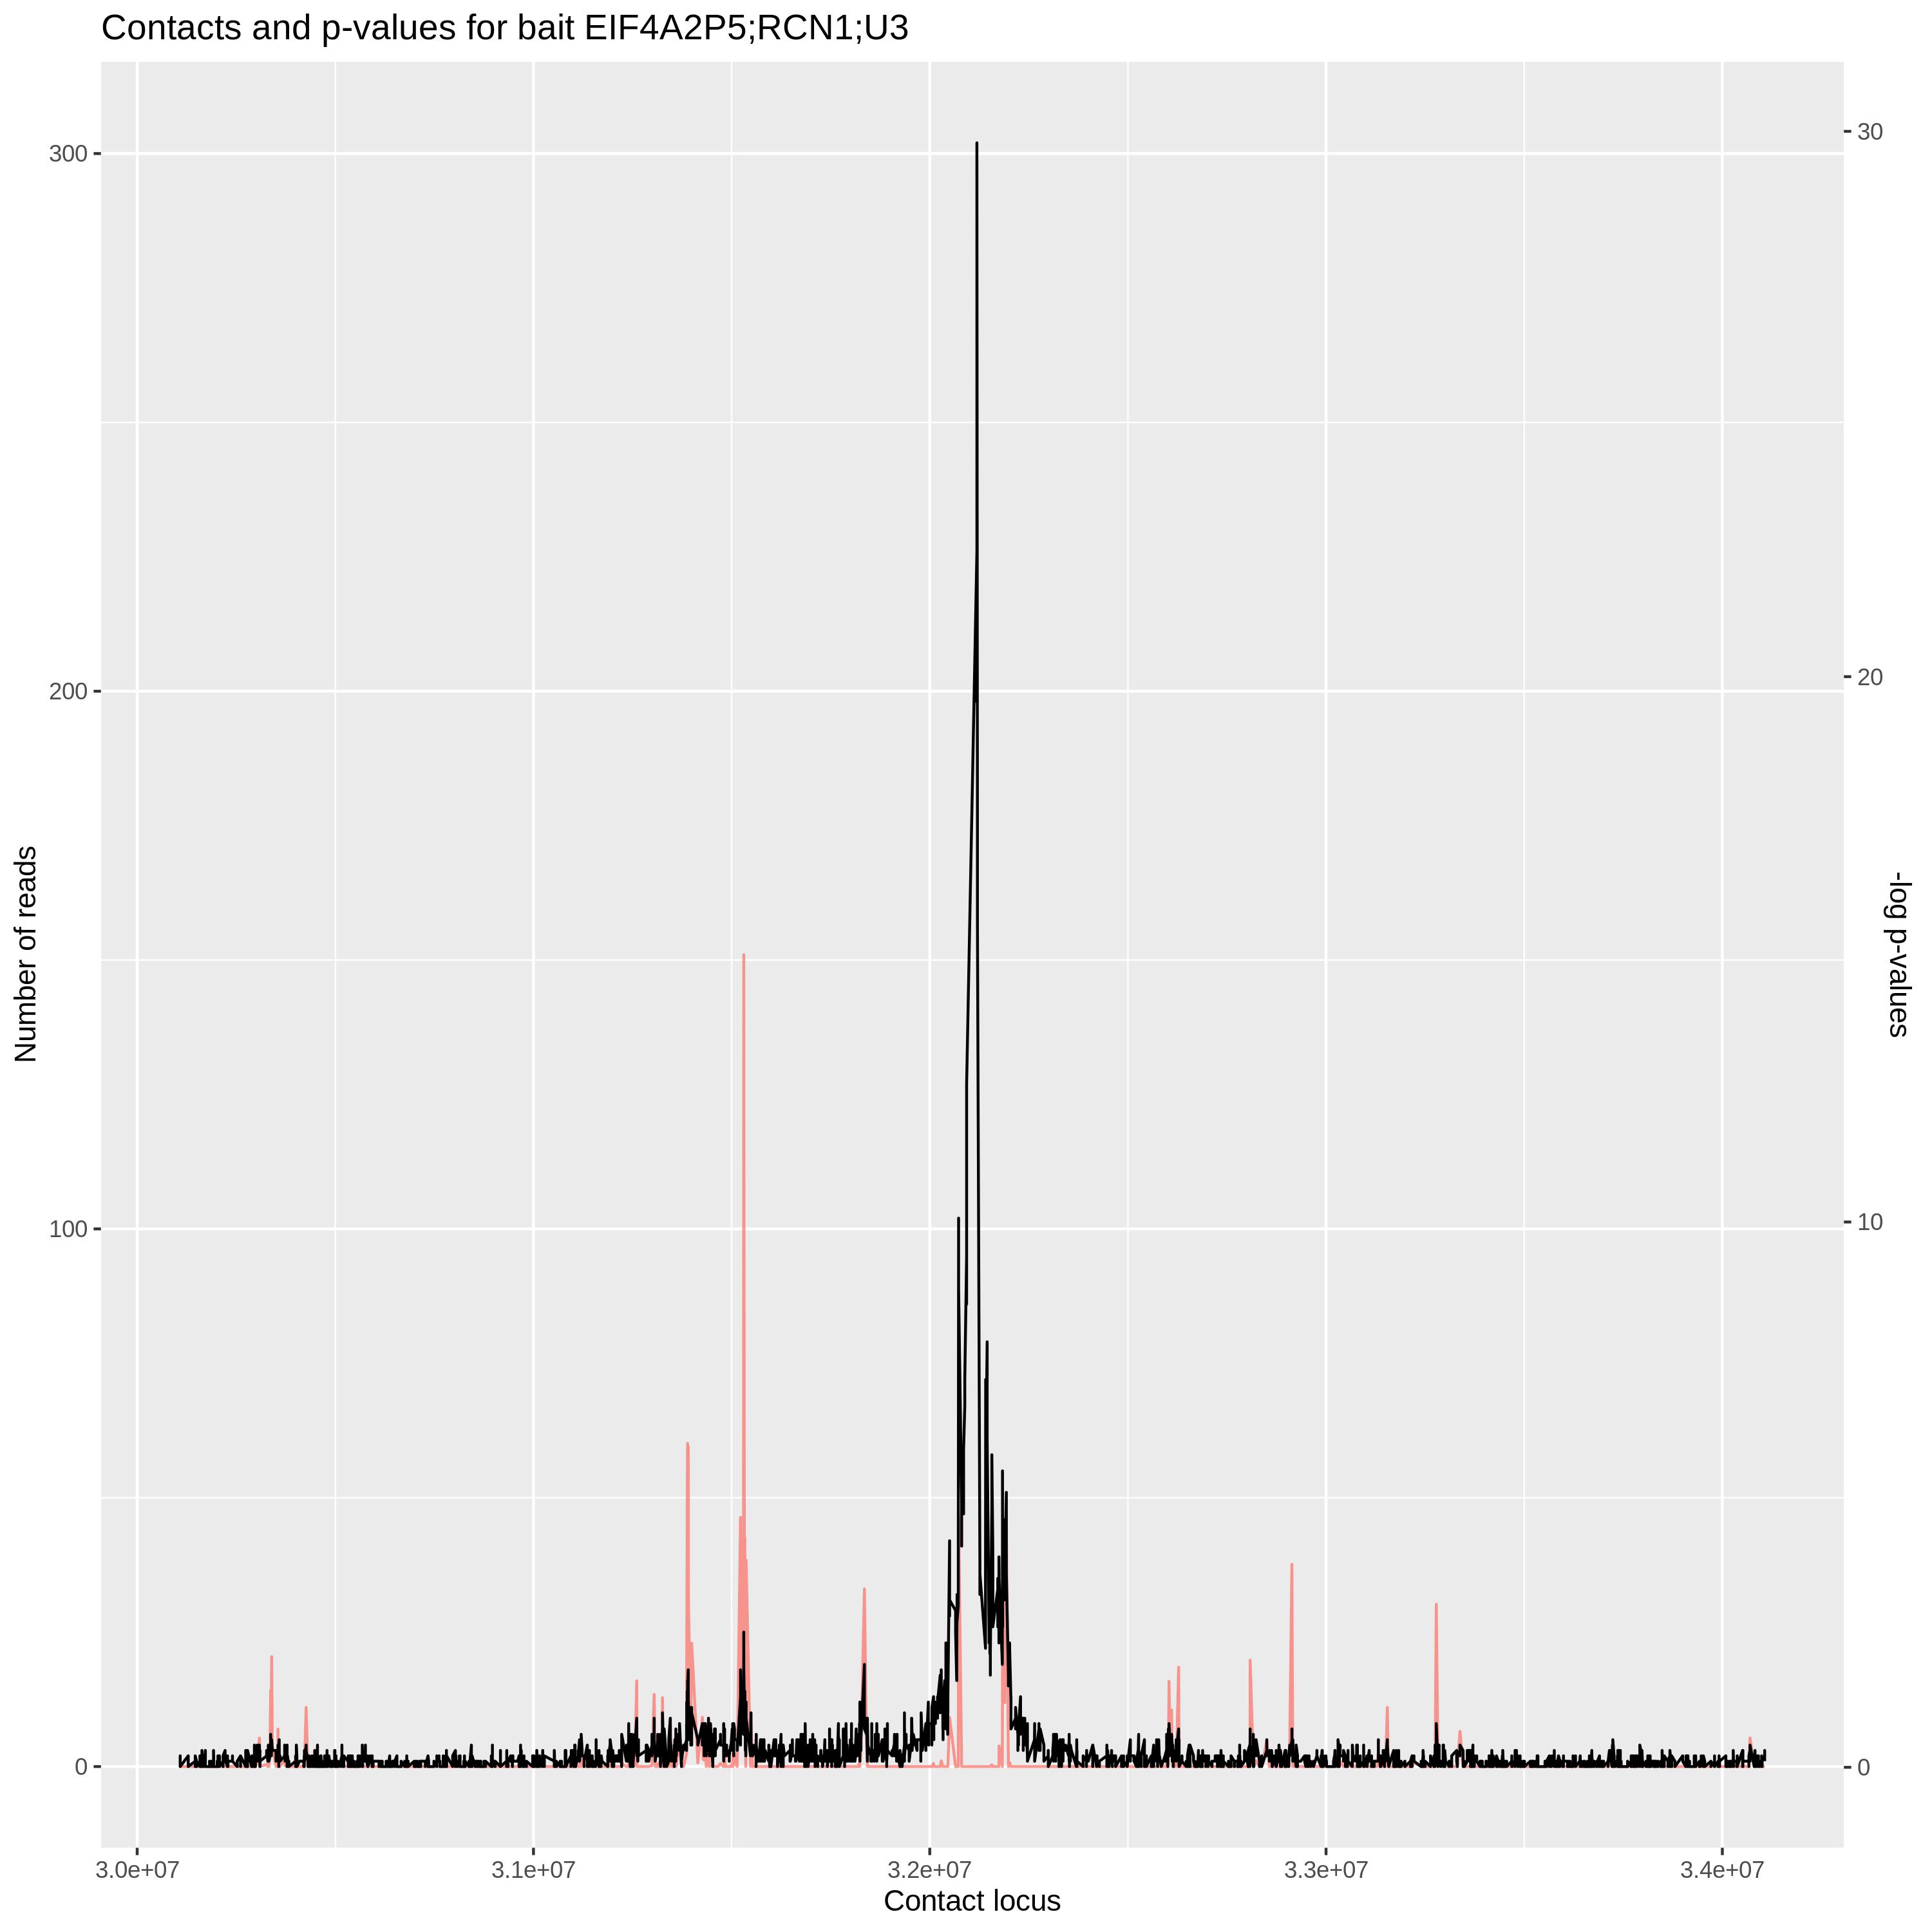 Contacts and p-values for bait EIF4A2P5;RCN1;U3
300
200
100
0
Number of reads
30
20
10
0
-log p-values
3.0e+07
3.1e+07
3.2e+07
3.3e+07
3.4e+07
Contact locus